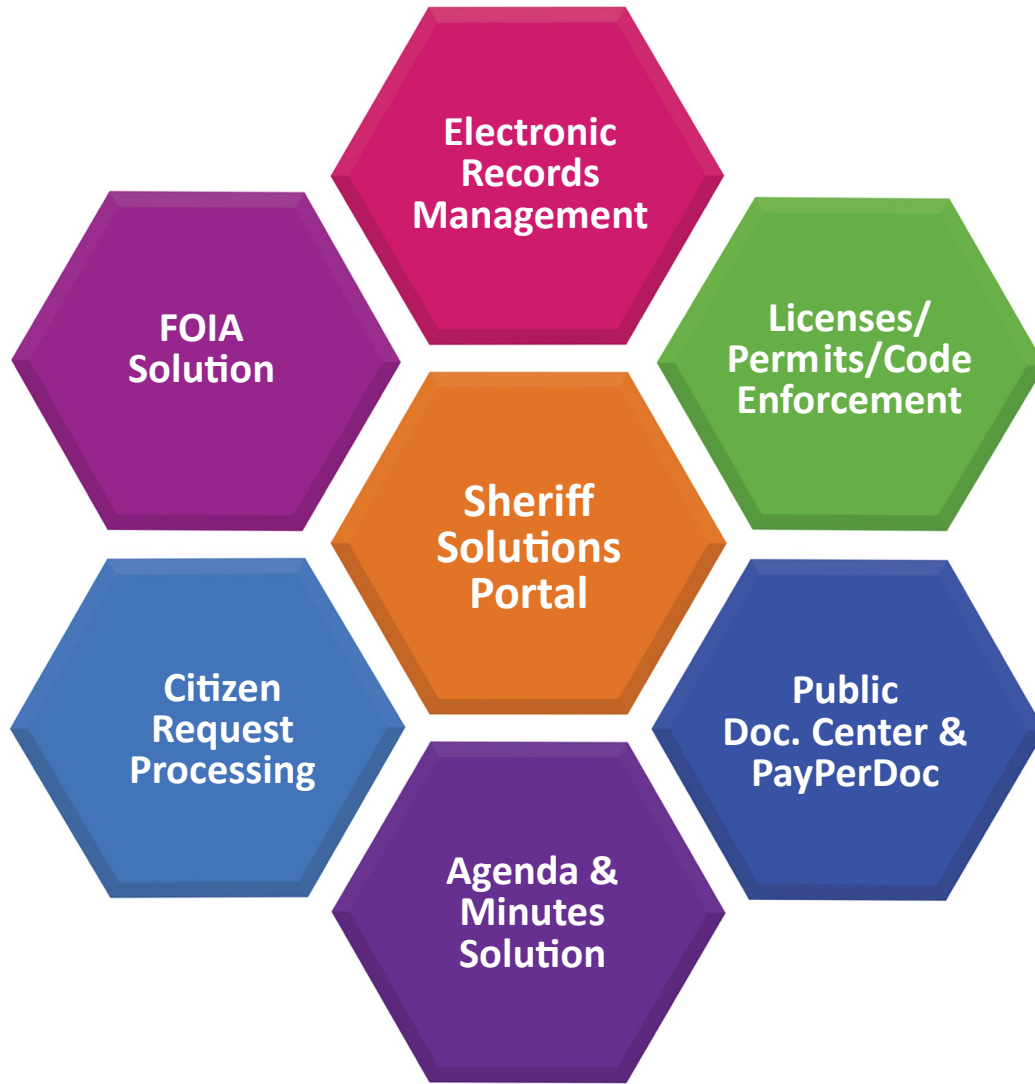 Electronic
Records
Management
FOIA
Solution
Licenses/
Permits/Code
Enforcement
Sheriff
Solutions
Portal
Citizen
Request
Processing
Public
Doc. Center &
PayPerDoc
Agenda &
Minutes
Solution